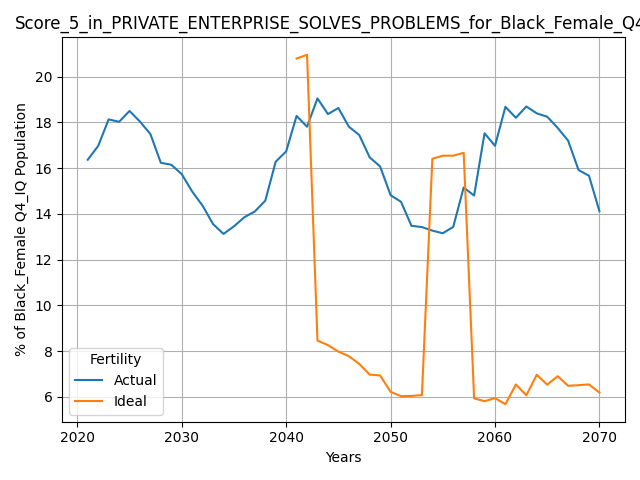 Score_5_in_PRIVATE_ENTERPRISE_SOLVES_PROBLEMS_for_Black_Female_Q4
% of Black_Female Q4_IQ Population
20
18
16
14
12
10
8
6
Fertility
Actual
Ideal
2020 2030 2040 2050 2060 2070
Years